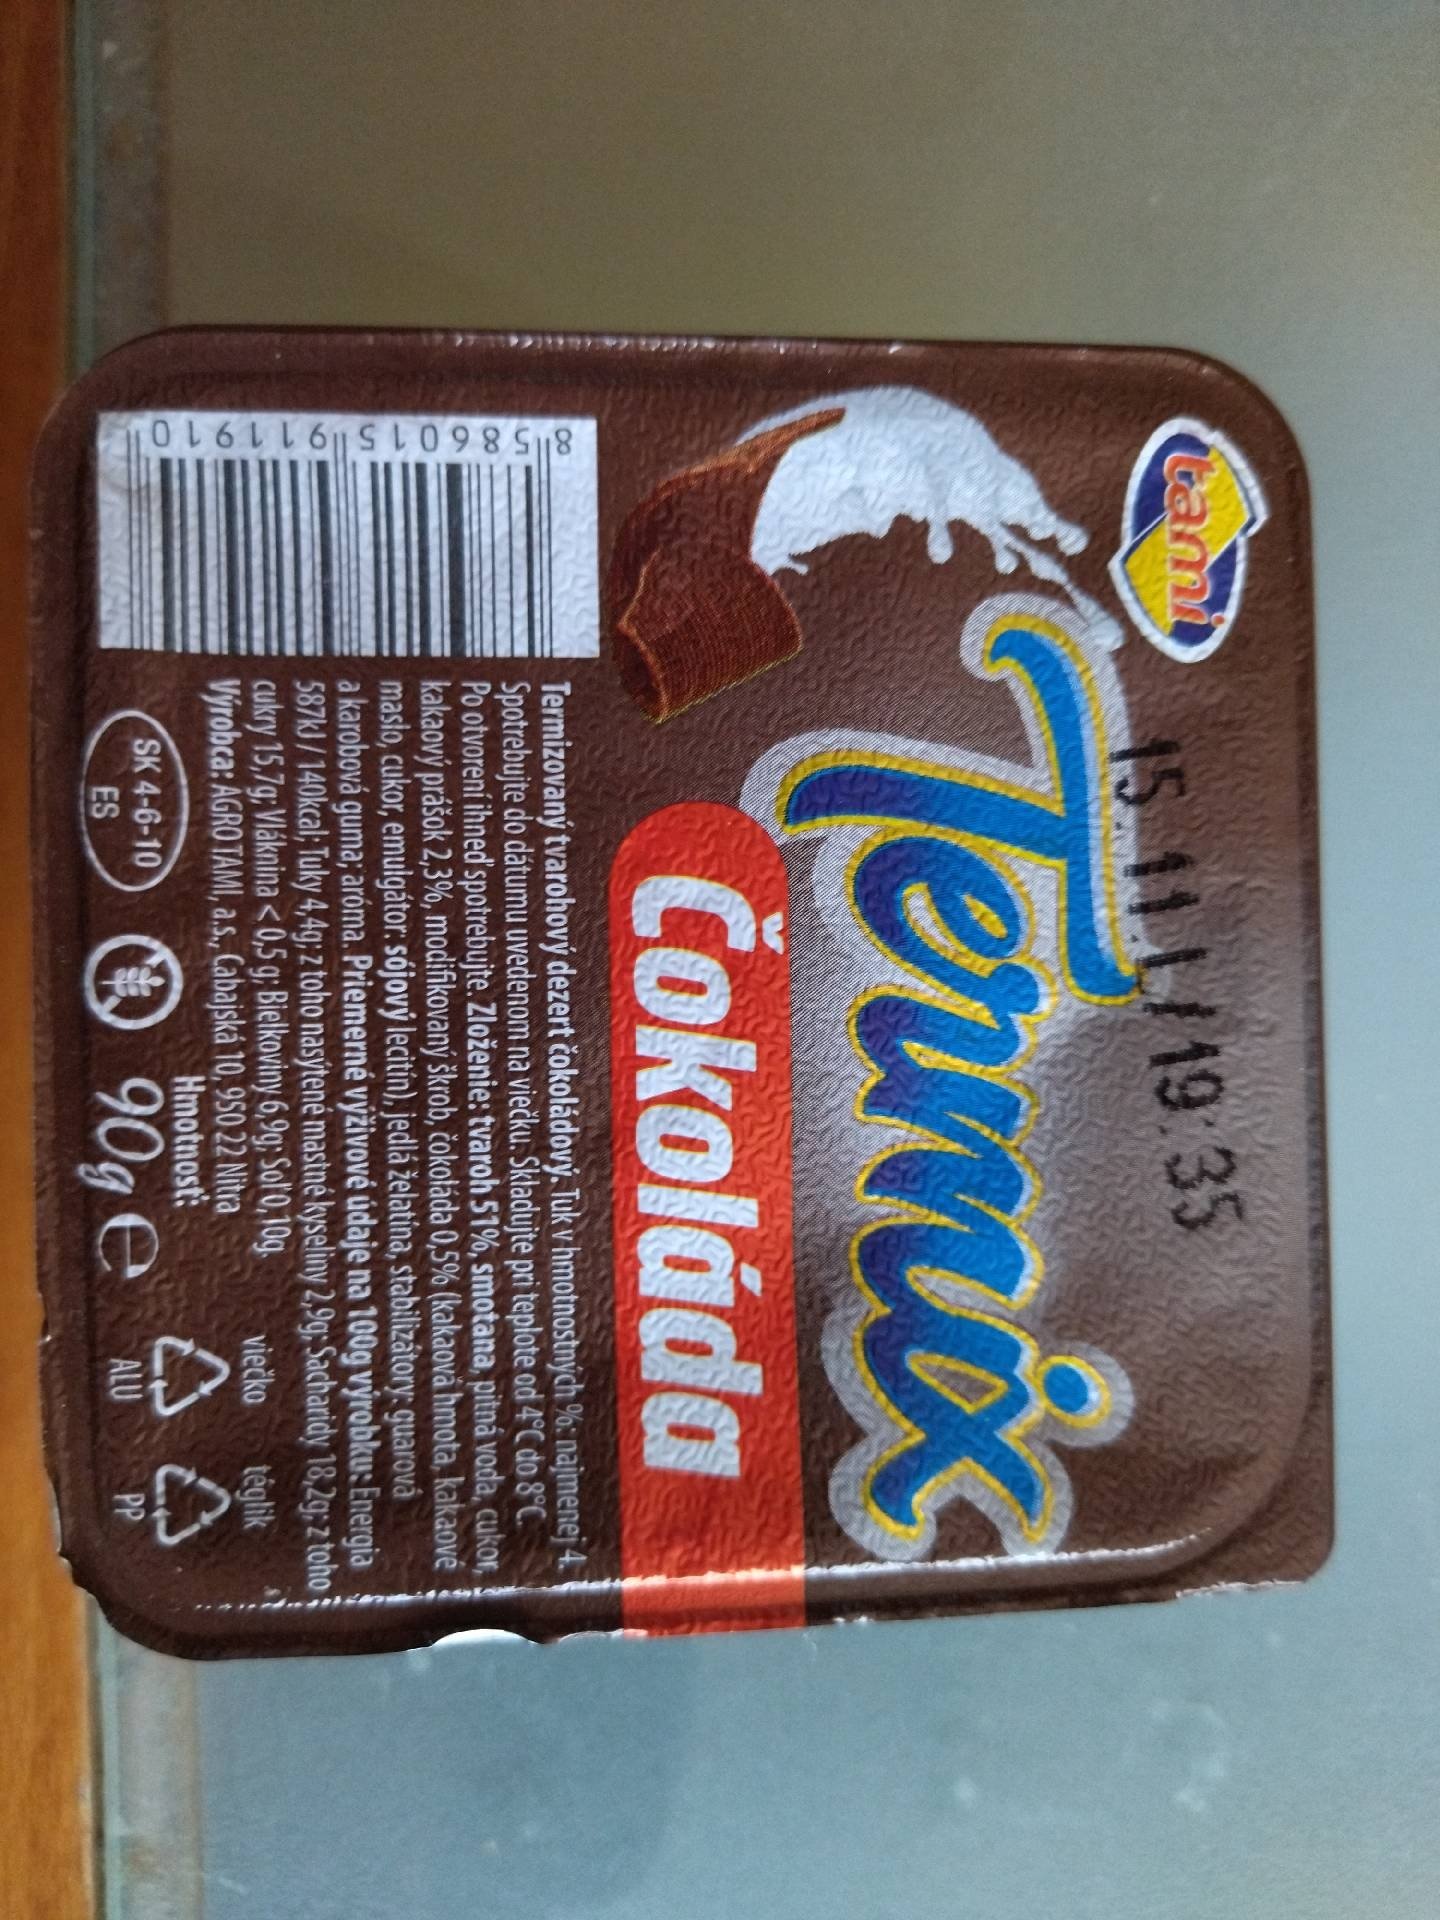 tami
15.11.L/19:35
Termix
Čokoláda
8 586015 911910
Termizovaný tvarohový dezert čokoládový. Tuk v hmotnostných %: najmenej 4.
Spotrebujte do dátumu uvedenom na viečku. Skladujte pri teplote od 4°C do 8°C.
Po otvorení ihneď spotrebujte. Zloženie: tvaroh 51%, smotana, pitná voda, cukor,
kakaový prášok 2,3%, modifikovaný škrob, čokoláda 0,5% (kakaová hmota, kakaové
maslo, cukor, emulgátor: sójový lecitín), jedlá želatína, stabilizátory: guarová
a karobová guma, aróma. Priemerné výživové údaje na 100g výrobku: Energia
587kJ / 140kcal; Tuky 4,4g; z toho nasýtené mastné kyseliny 2,9g; Sacharidy 18,2g; z toho
cukry 15,7g; Vláknina < 0,5 g; Bielkoviny 6,9g; Soľ 0,10g
Výrobca: AGRO TAMI, a.s., Cabajská 10, 950 22 Nitra
SK 4-6-10
ES
Hmotnosť:
90g e
viečko
ALU
téglik
PP